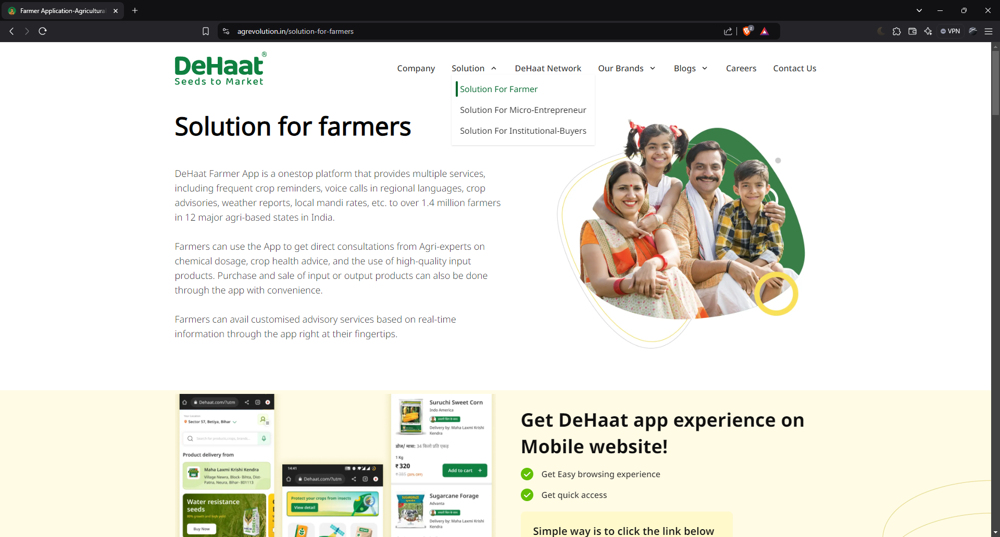 Farmer Application-Agricultural
agrevolution.in/solution-for-farmers
2
VPN
DeHaat®
Seeds to Market
Company
Solution
DeHaat Network
Our Brands
Blogs
Careers
Contact Us
Solution For Farmer
Solution For Micro-Entrepreneur
Solution For Institutional-Buyers
Solution for farmers
DeHaat Farmer App is a onestop platform that provides multiple services,
including frequent crop reminders, voice calls in regional languages, crop
advisories, weather reports, local mandi rates, etc. to over 1.4 million farmers
in 12 major agri-based states in India.
Farmers can use the App to get direct consultations from Agri-experts on
chemical dosage, crop health advice, and the use of high-quality input
products. Purchase and sale of input or output products can also be done
through the app with convenience.
Farmers can avail customised advisory services based on real-time
information through the app right at their fingertips.
Dehaat.com/?utm
Your Location
Sector 57, Betiya, Bihar
Search for products,crops, brands...
Product delivery from
Maha Laxmi Krishi Kendra
Village Newra, Block- Bihta, Dist-
Patna, Neura, Bihar- 801113
Water resistance
seeds
80% growth and high yeild
Buy Now
14:41
Dehaat.com/?utm
Protect your crops from insects
View detail
NEWS
Suruchi Sweet Corn
Indo America
असली बिल के साथ
Delivery by: Maha Laxmi Krishi
Kendra
डोज/ मात्रा: 34 किलो प्रति एकड़
1 Kg
₹ 320
₹ 385 (20% OFF)
Add to cart +
SUGARGRAZE
Sugarcane Forage
Advanta
असली बिल के साथ
Delivery by: Maha Laxmi Krishi
Kendra
Get DeHaat app experience on
Mobile website!
Get Easy browsing experience
Get quick access
Simple way is to click the link below